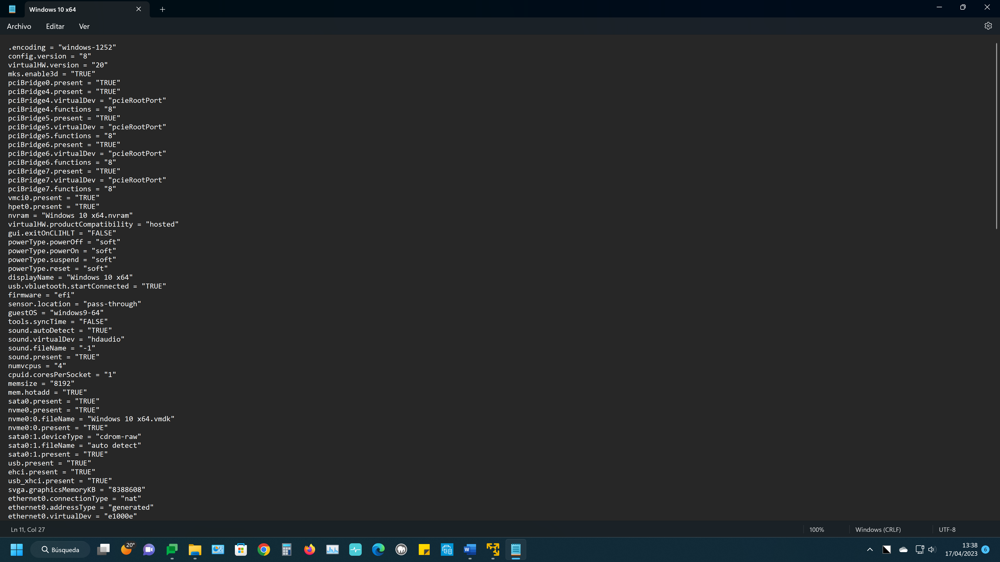 Windows 10 x64
Archivo Editar Ver
.encoding = "windows-1252"
config.version = "8"
virtualHW.version = "20"
mks.enable3d = "TRUE"
pciBridge0.present = "TRUE"
pciBridge4.present = "TRUE"
pciBridge4.virtualDev = "pcieRootPort"
pciBridge4.functions = "8"
pciBridge5.present = "TRUE"
pciBridge5.virtualDev = "pcieRootPort"
pciBridge5.functions = "8"
pciBridge6.present = "TRUE"
pciBridge6.virtualDev = "pcieRootPort"
pciBridge6.functions = "8"
pciBridge7.present = "TRUE"
pciBridge7.virtualDev = "pcieRootPort"
pciBridge7.functions = "8"
vmci0.present = "TRUE"
hpet0.present = "TRUE"
nvram = "Windows 10 x64.nvram"
virtualHW.productCompatibility = "hosted"
gui.exitOnCLIHLT = "FALSE"
powerType.powerOff = "soft"
powerType.powerOn = "soft"
powerType.suspend = "soft"
powerType.reset = "soft"
displayName = "Windows 10 x64"
usb.vbluetooth.startConnected = "TRUE"
firmware = "efi"
sensor.location = "pass-through"
guestOS = "windows9-64"
tools.syncTime = "FALSE"
sound.autoDetect = "TRUE"
sound.virtualDev = "hdaudio"
sound.fileName = "-1"
sound.present = "TRUE"
numvcpus = "4"
cpuid.coresPerSocket = "1"
memsize = "8192"
mem.hotadd = "TRUE"
sata0.present = "TRUE"
nvme0.present = "TRUE"
nvme0:0.fileName = "Windows 10 x64.vmdk"
nvme0:0.present = "TRUE"
sata0:1.deviceType = "cdrom-raw"
sata0:1.fileName = "auto detect"
sata0:1.present = "TRUE"
usb.present = "TRUE"
ehci.present = "TRUE"
usb_xhci.present = "TRUE"
svga.graphicsMemoryKB = "8388608"
ethernet0.connectionType = "nat"
ethernet0.addressType = "generated"
ethernet0.virtualDev = "e1000e"
Ln 11, Col 27 100% Windows (CRLF) UTF-8
Búsqueda 20° W 13:38 6
17/04/2023